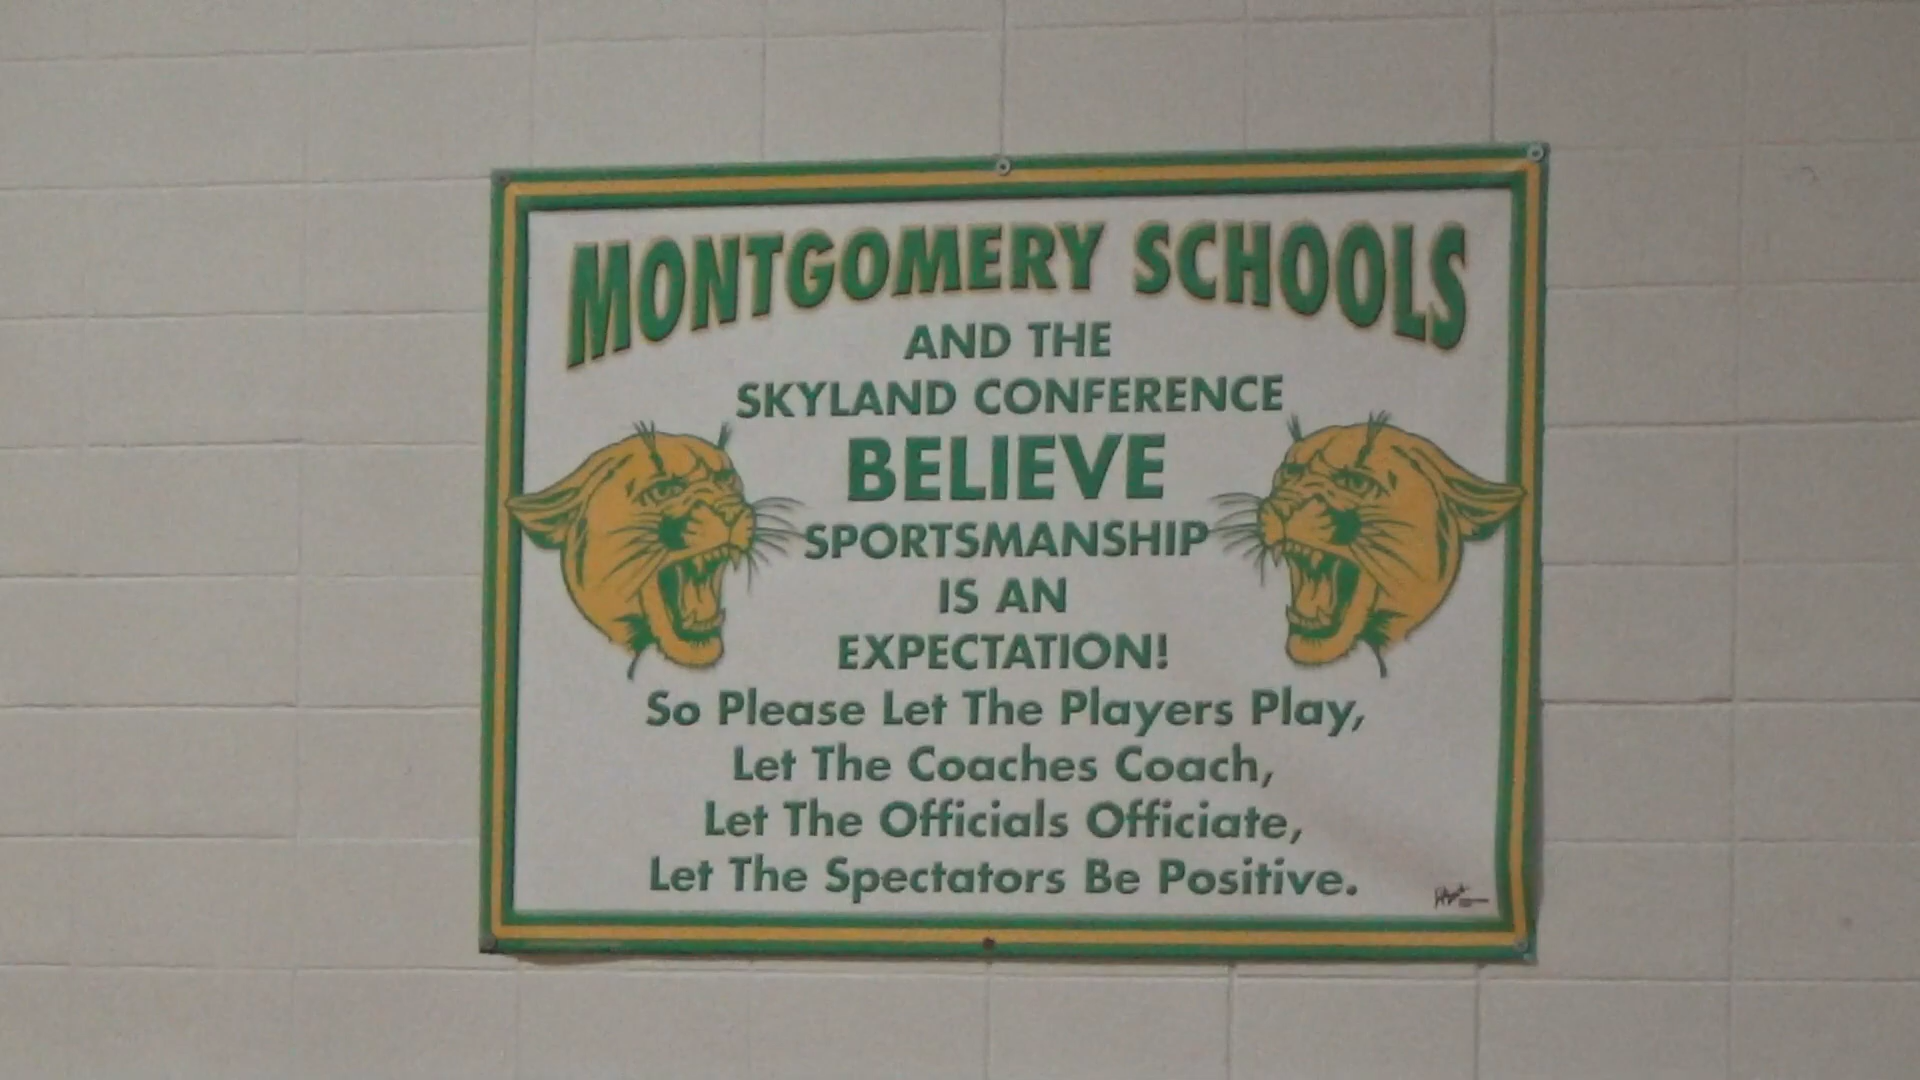 MONTGOMERY SCHOOLS
AND THE
SKYLAND CONFERENCE
BELIEVE
SPORTSMANSHIP
IS AN
EXPECTATION!
So Please Let The Players Play,
Let The Coaches Coach,
Let The Officials Officiate,
Let The Spectators Be Positive.